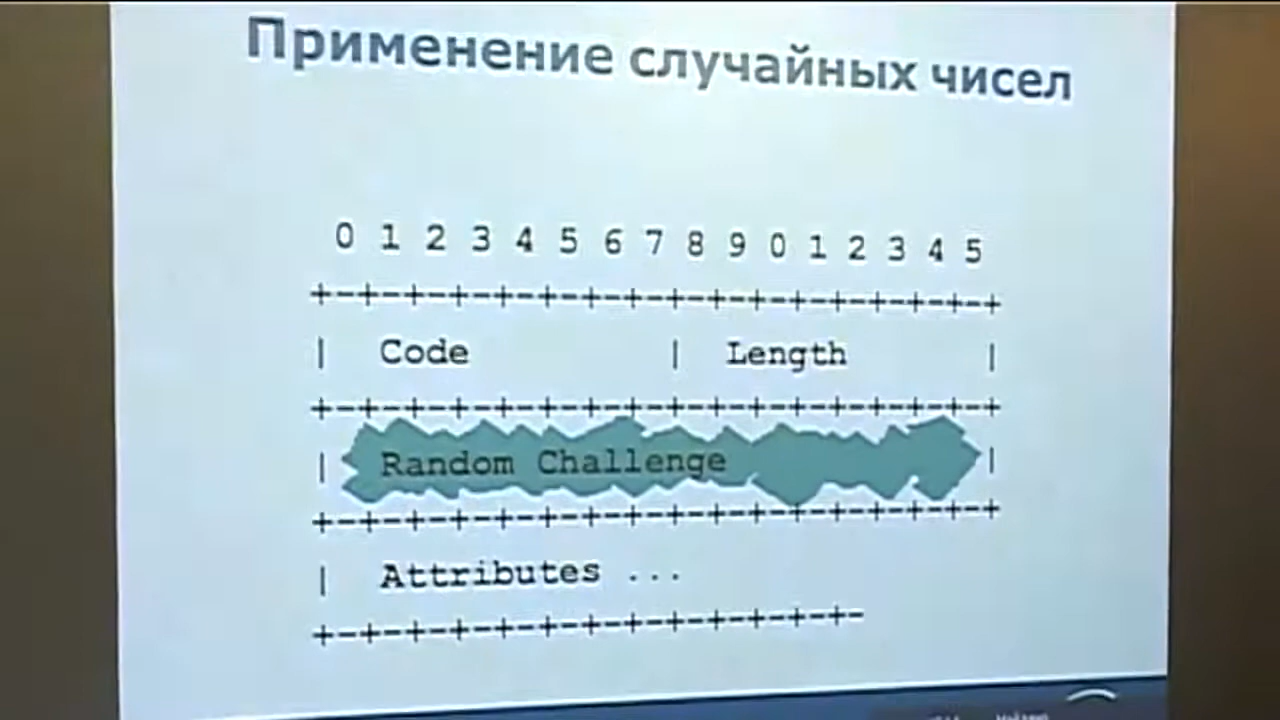 Применение случайных чисел
0 1 2 3 4 5 6 7 8 9 0 1 2 3 4 5
+-+-+-+-+-+-+-+-+-+-+-+-+-+-+-+-+
| Code | Length |
+-+-+-+-+-+-+-+-+-+-+-+-+-+-+-+-+
| Random Challenge |
+-+-+-+-+-+-+-+-+-+-+-+-+-+-+-+-+
| Attributes ...
+-+-+-+-+-+-+-+-+-+-+-+-+-